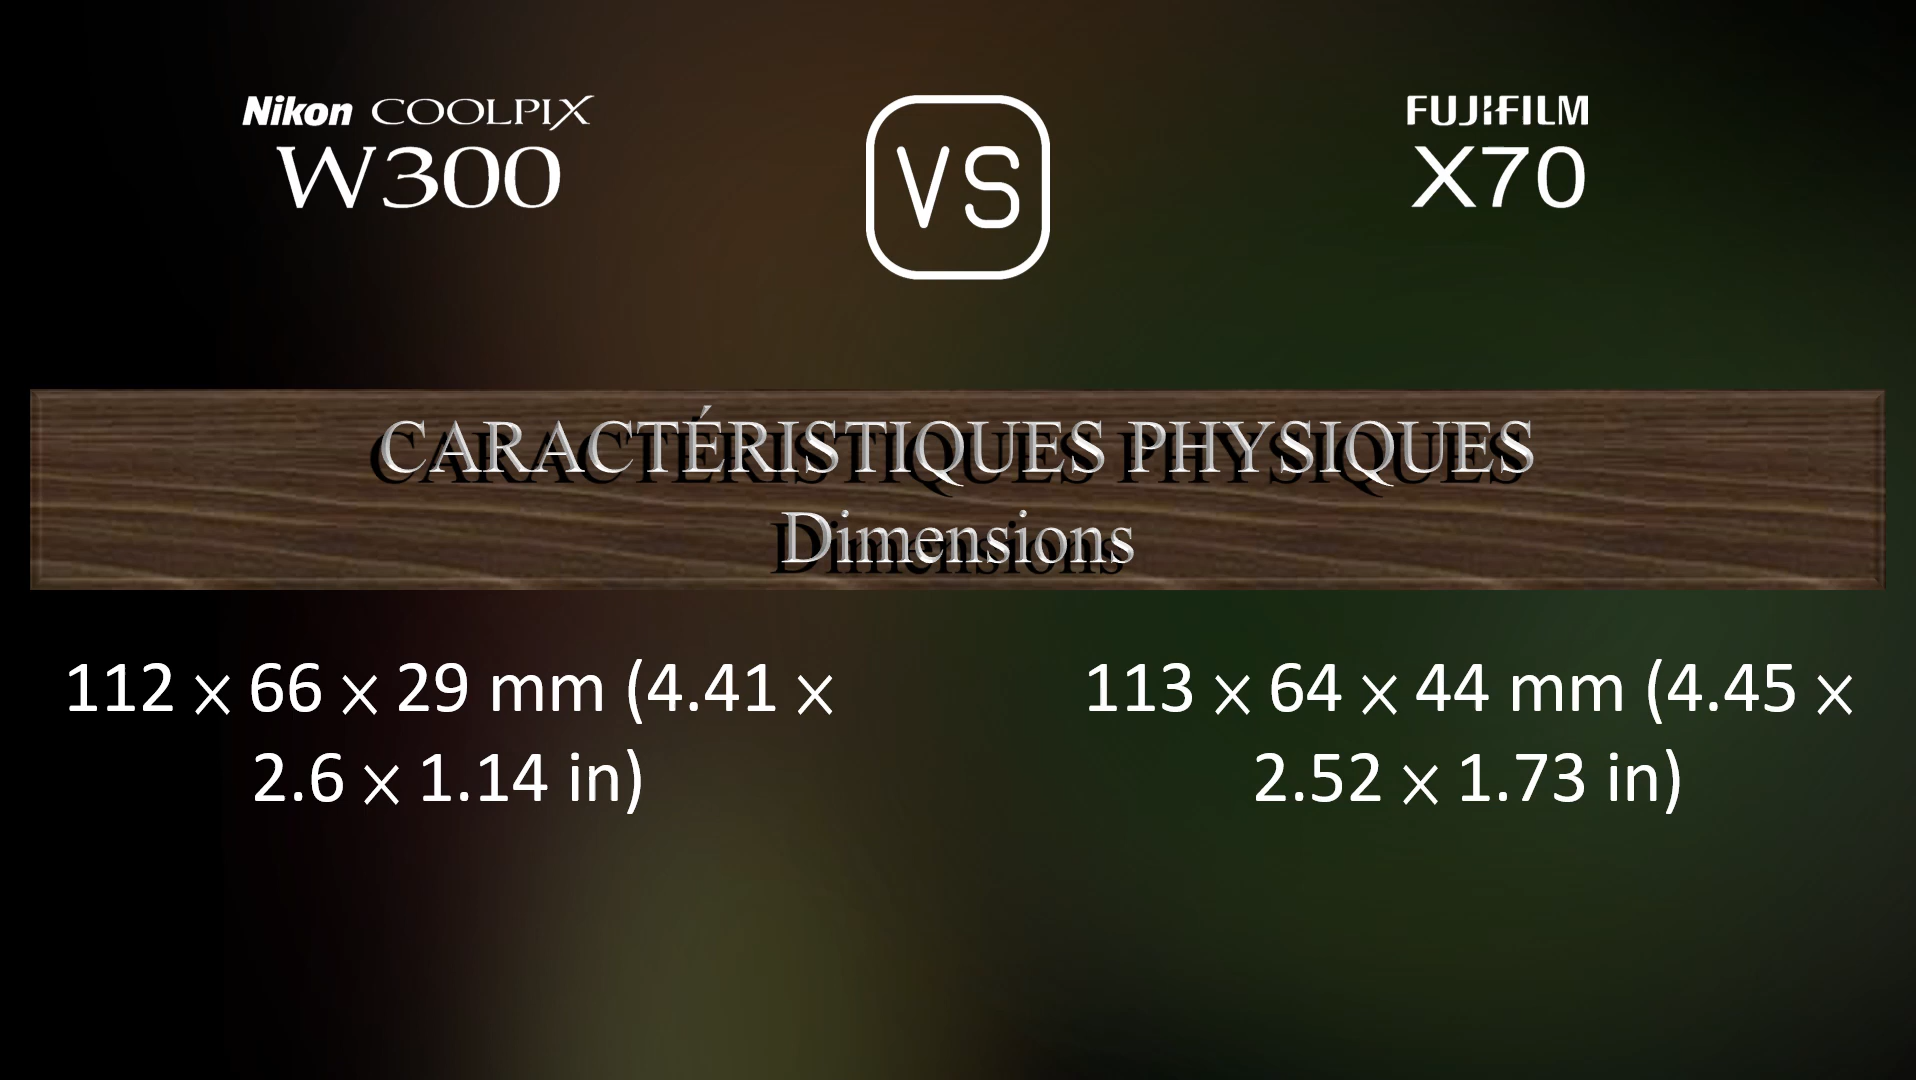 Nikon COOLPIX
W300
VS
FUJIFILM
X70
CARACTÉRISTIQUES PHYSIQUES
Dimensions
112 x 66 x 29 mm (4.41 x
2.6 x 1.14 in)
113 x 64 x 44 mm (4.45 x
2.52 x 1.73 in)